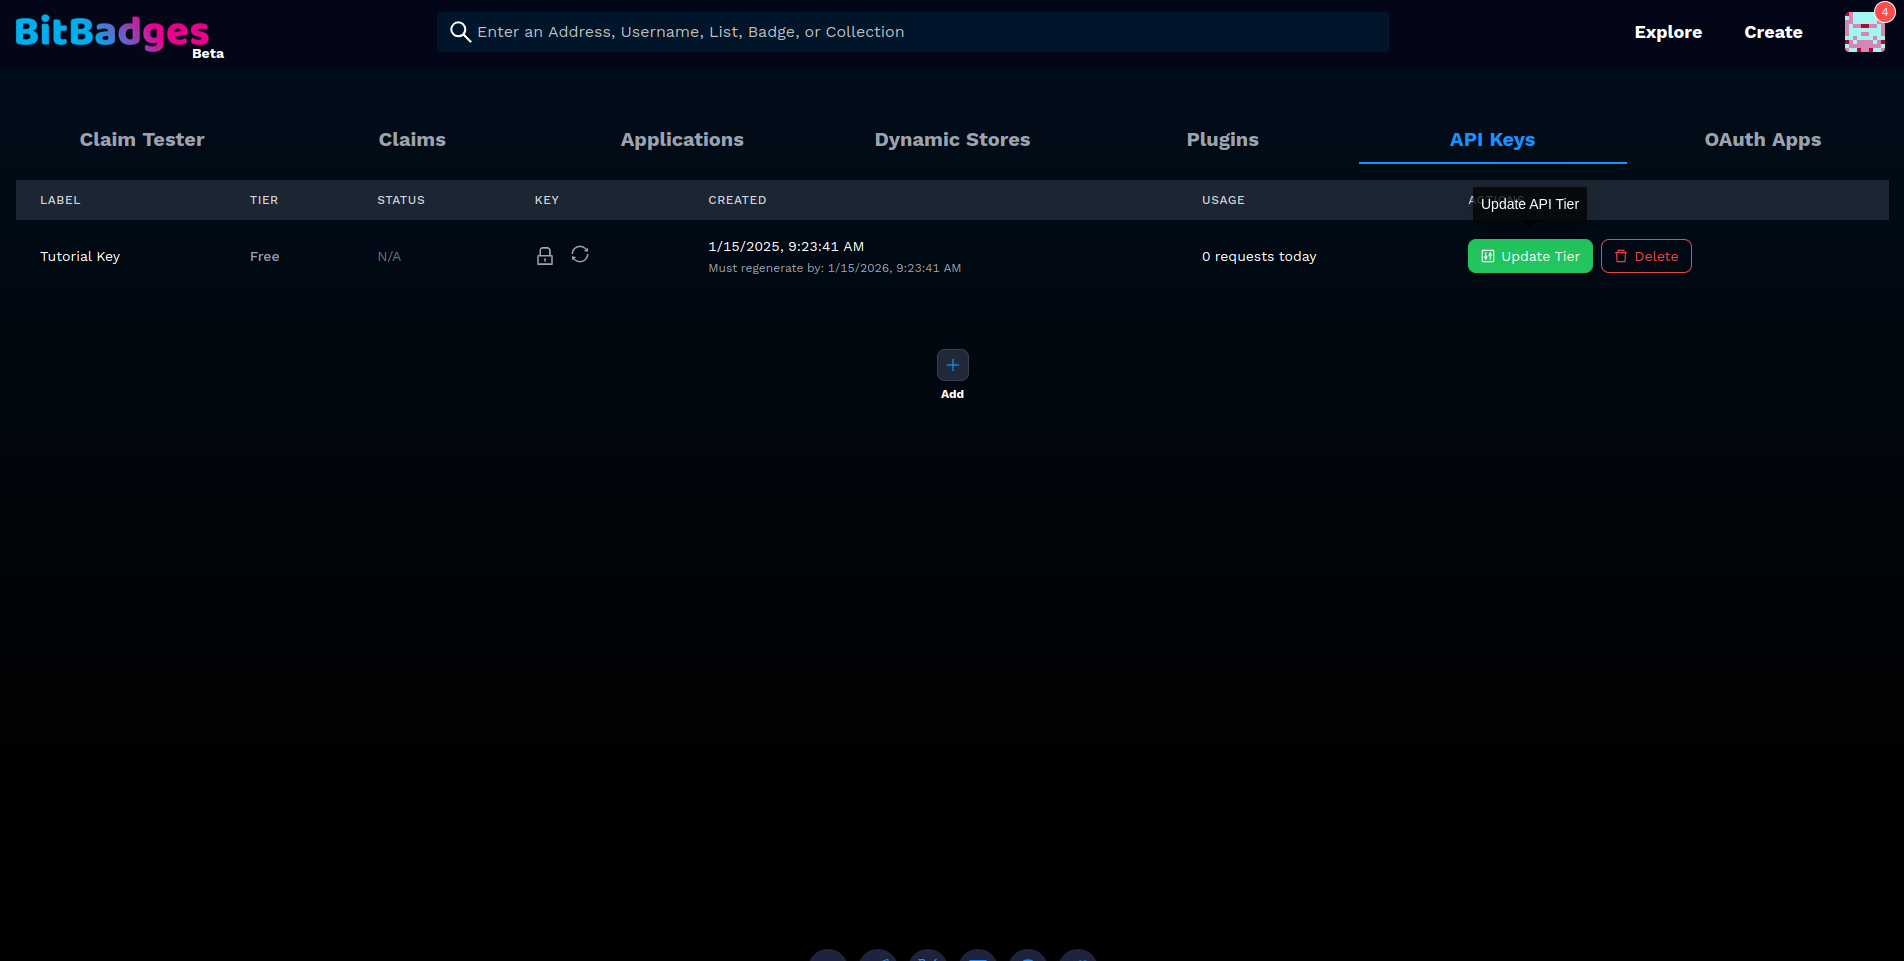 BitBadges
Beta
Enter an Address, Username, List, Badge, or Collection
Explore
Create
4
Claim Tester
Claims
Applications
Dynamic Stores
Plugins
API Keys
OAuth Apps
LABEL
TIER
STATUS
KEY
CREATED
USAGE
Update API Tier
Tutorial Key
Free
N/A
1/15/2025, 9:23:41 AM
Must regenerate by: 1/15/2026, 9:23:41 AM
0 requests today
Update Tier
Delete
Add